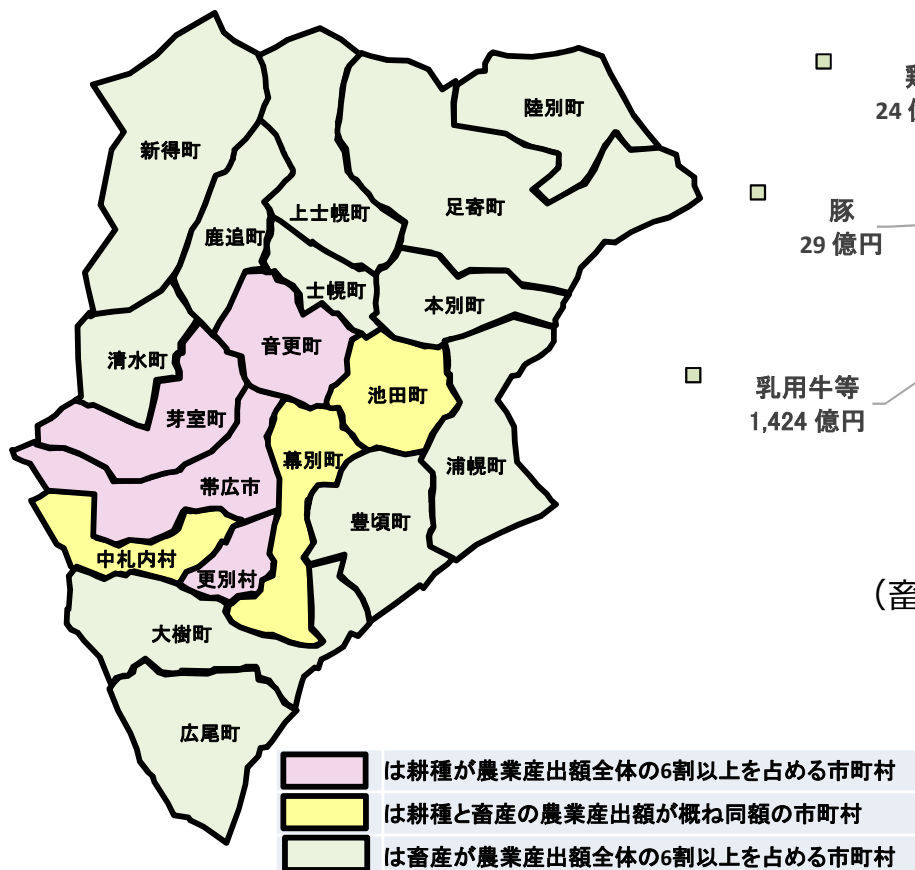 陸別町
新得町
足寄町
上士幌町
鹿追町
士幌町
本別町
音更町
清水町
池田町
芽室町
幕別町
浦幌町
帯広市
豊頃町
中札内村
更別村
大樹町
広尾町
24
豚
29 億円
乳用牛等
1,424 億円
（畜
は耕種が農業産出額全体の6割以上を占める市町村
は耕種と畜産の農業産出額が概ね同額の市町村
は畜産が農業産出額全体の6割以上を占める市町村